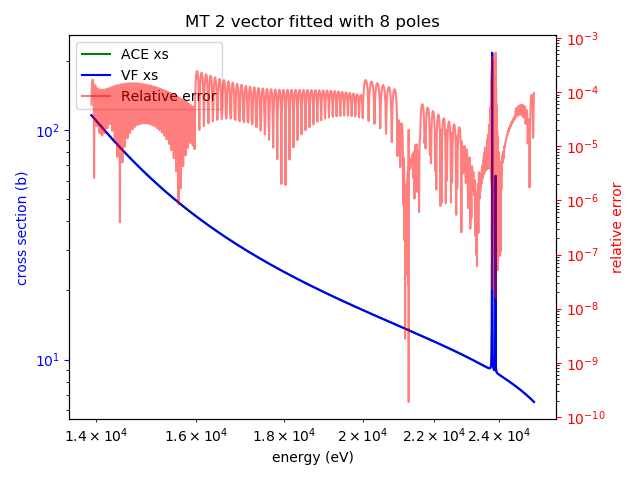 MT 2 vector fitted with 8 poles
ACE xs
VF xs
Relative error
cross section (b)
10²
10¹
relative error
10⁻³
10⁻⁴
10⁻⁵
10⁻⁶
10⁻⁷
10⁻⁸
10⁻⁹
10⁻¹⁰
1.4 × 10⁴ 1.6 × 10⁴ 1.8 × 10⁴ 2 × 10⁴ 2.2 × 10⁴ 2.4 × 10⁴
energy (eV)